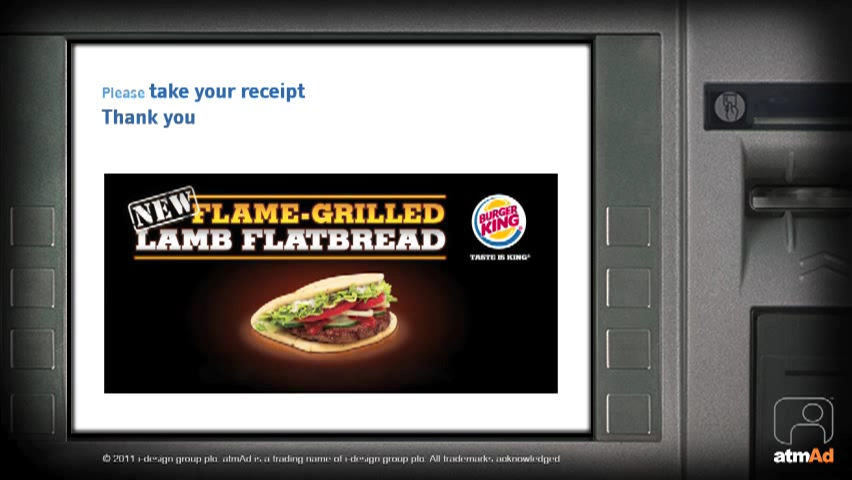 Please take your receipt
Thank you
NEW FLAME-GRILLED
LAMB FLATBREAD
BURGER KING
TASTE IS KING®
© 2011 i-design group plc. atmAd is a trading name of i-design group plc. All trademarks acknowledged
atmAd